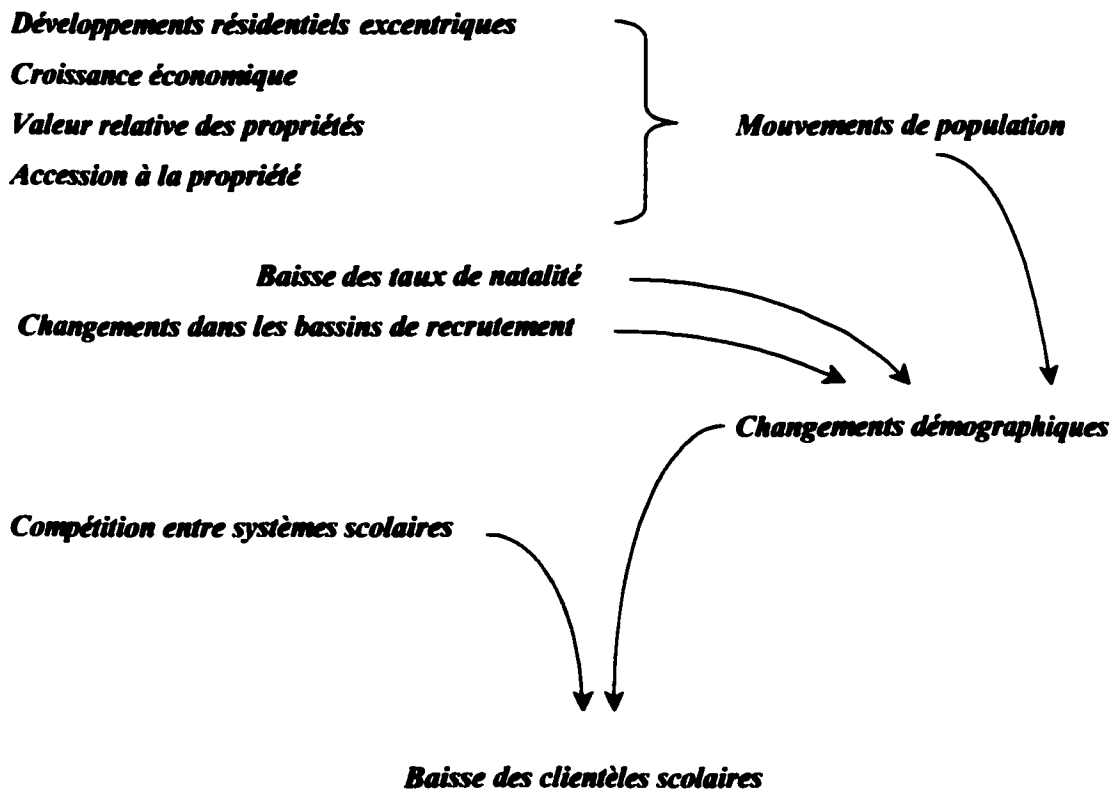 Développements résidentiels excentriques
Croissance économique
Valeur relative des propriétés
Mouvements de population
Accession à la propriété
Baisse des taux de natalité
Changements dans les bassins de recrutement
Changements démographiques
Compétition entre systèmes scolaires
Baisse des clientèles scolaires